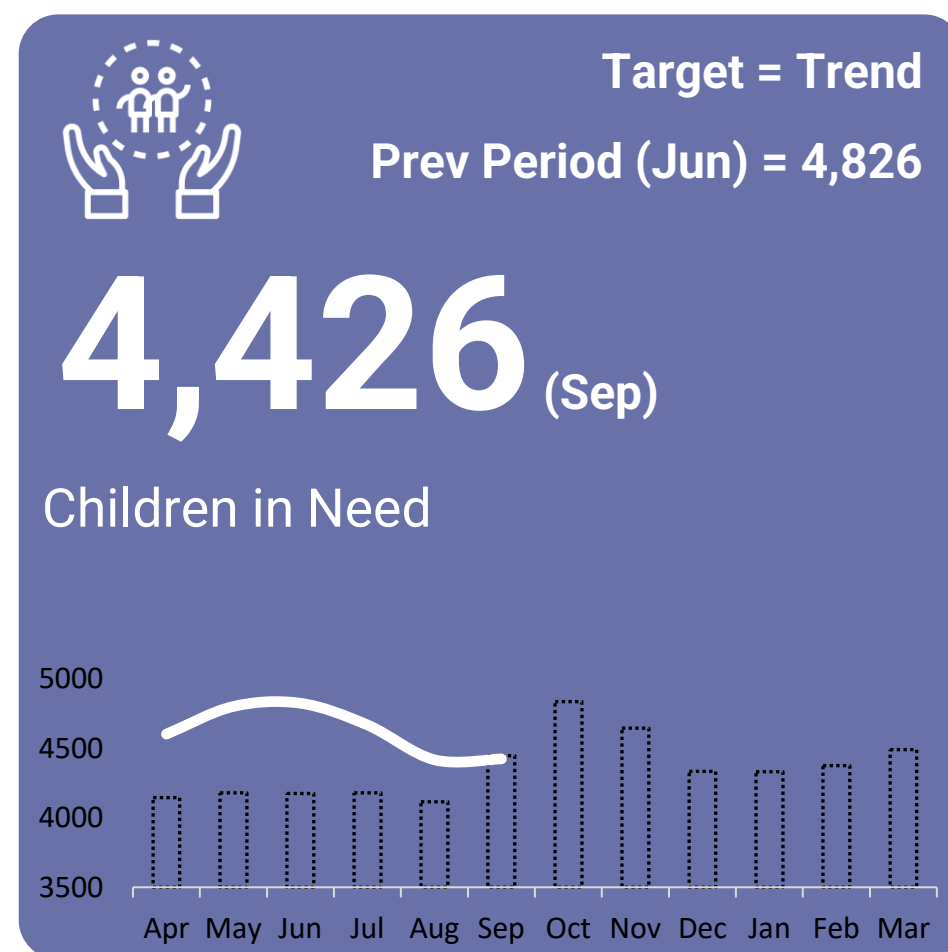 Target = Trend
Prev Period (Jun) = 4,826
4,426 (Sep)
Children in Need
5000
4500
4000
3500
Apr May Jun Jul Aug Sep Oct Nov Dec Jan Feb Mar